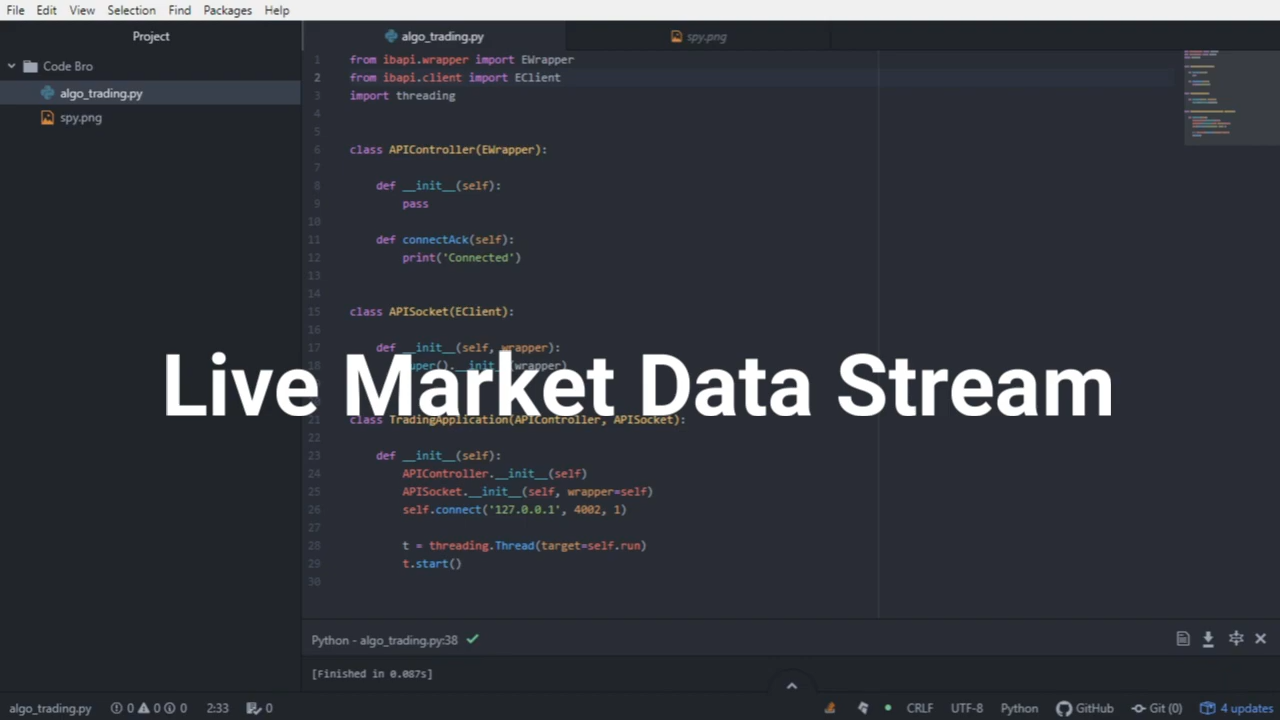 File Edit View Selection Find Packages Help
Project
algo_trading.py
spy.png
Code Bro
algo_trading.py
spy.png
1 from ibapi.wrapper import EWrapper
2 from ibapi.client import EClient
3 import threading
4
5
6 class APIController(EWrapper):
7
8 def __init__(self):
9 pass
10
11 def connectAck(self):
12 print('Connected')
13
14
15 class APISocket(EClient):
16
17 def __init__(self, wrapper):
18 super().__init__(wrapper)
Live Market Data Stream
21 class TradingApplication(APIController, APISocket):
22
23 def __init__(self):
24 APIController.__init__(self)
25 APISocket.__init__(self, wrapper=self)
26 self.connect('127.0.0.1', 4002, 1)
27
28 t = threading.Thread(target=self.run)
29 t.start()
30
Python - algo_trading.py:38
[Finished in 0.087s]
algo_trading.py 0 0 0 2:33 0 CRLF UTF-8 Python GitHub Git (0) 4 updates